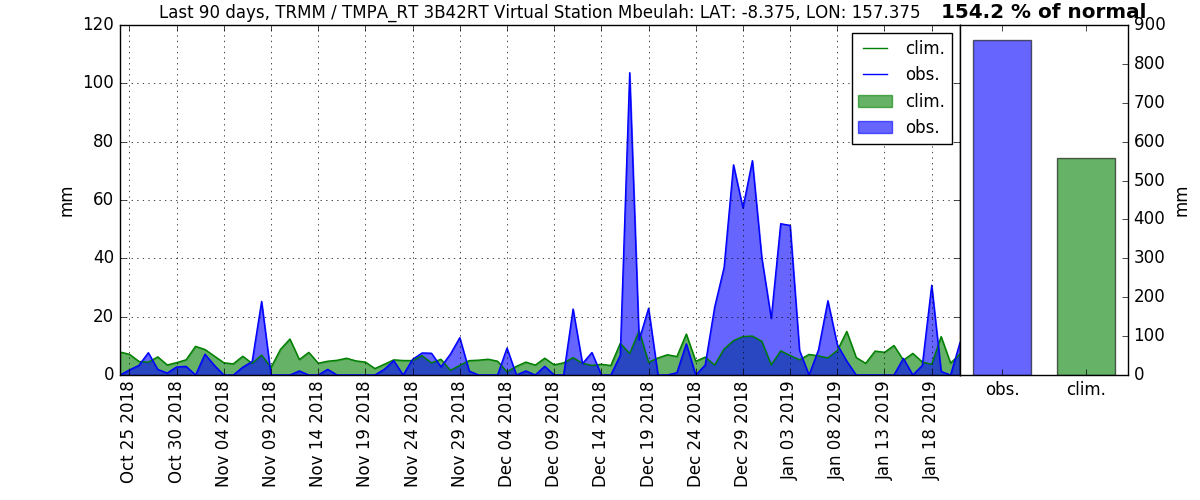 Last 90 days, TRMM / TMPA_RT 3B42RT Virtual Station Mbeulah: LAT: -8.375, LON: 157.375
154.2 % of normal
120
100
80
60
40
20
0
mm
clim.
obs.
clim.
obs.
900
800
700
600
500
400
300
200
100
0
mm
Oct 25 2018
Oct 30 2018
Nov 04 2018
Nov 09 2018
Nov 14 2018
Nov 19 2018
Nov 24 2018
Nov 29 2018
Dec 04 2018
Dec 09 2018
Dec 14 2018
Dec 19 2018
Dec 24 2018
Dec 29 2018
Jan 03 2019
Jan 08 2019
Jan 13 2019
Jan 18 2019
obs.
clim.